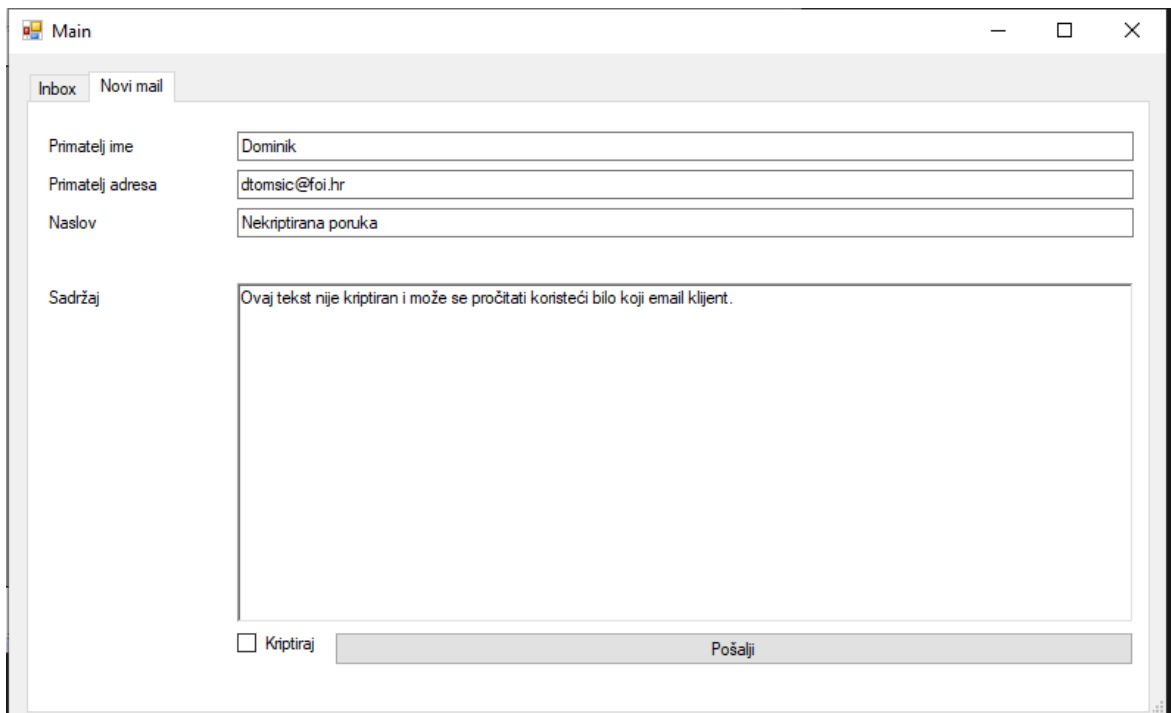 Main
Inbox
Novi mail
Primatelj ime
Dominik
Primatelj adresa
dtomsic@foi.hr
Naslov
Nekriptirana poruka
Sadržaj
Ovaj tekst nije kriptiran i može se pročitati koristeći bilo koji email klijent.
Kriptiraj
Pošalji